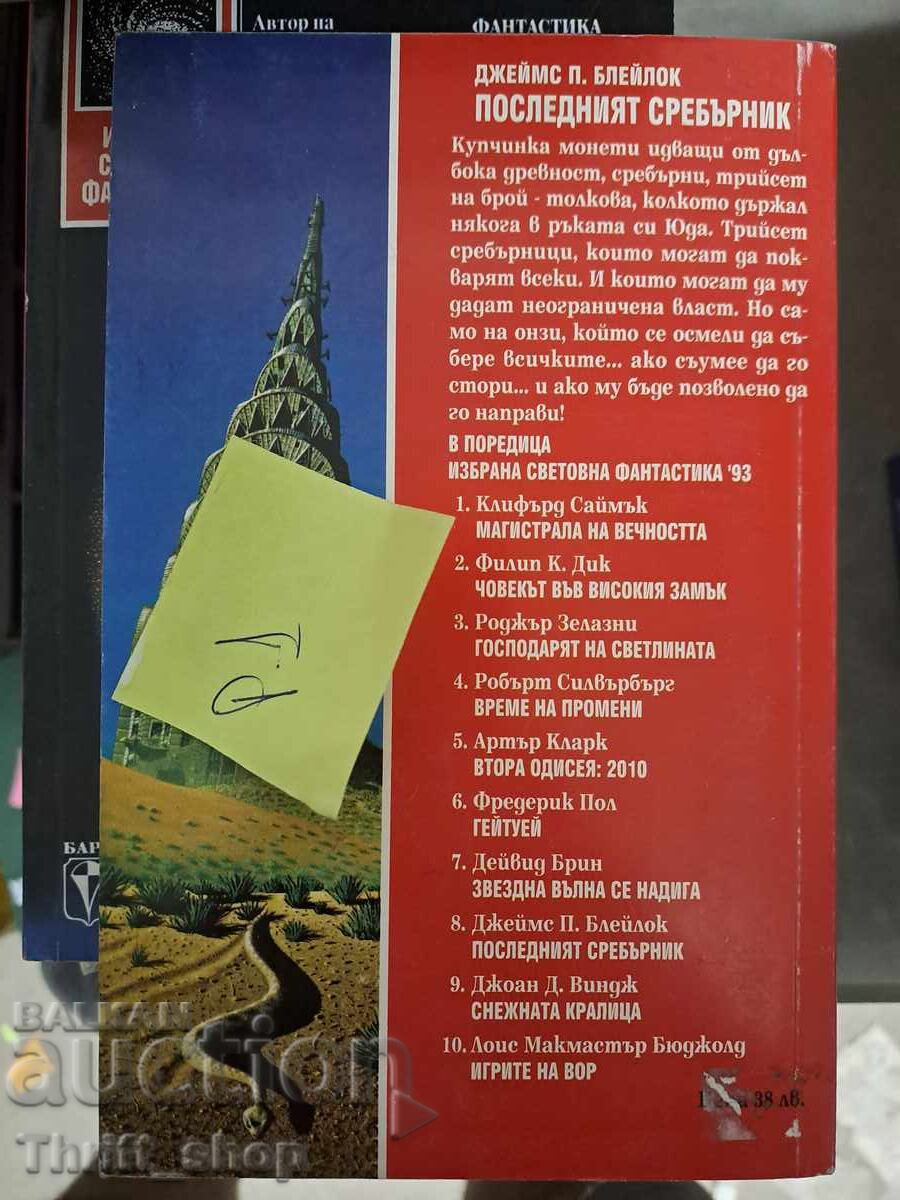 Автор на
ФАНТАСТИКА
ДЖЕЙМС П. БЛЕЙЛОК
ПОСЛЕДНИЯТ СРЕБЪРНИК
Купчинка монети идващи от дъл-
бока древност, сребърни, трийсет
на брой - толкова, колкото държал
някога в ръката си Юда. Трийсет
сребърници, които могат да пок-
варят всеки. И които могат да му
дадат неограничена власт. Но са-
мо на онзи, който се осмели да съ-
бере всичките... ако съумее да го
стори... и ако му бъде позволено да
го направи!
В ПОРЕДИЦА
ИЗБРАНА СВЕТОВНА ФАНТАСТИКА '93
1. Клифърд Саймък
МАГИСТРАЛА НА ВЕЧНОСТТА
2. Филип К. Дик
ЧОВЕКЪТ ВЪВ ВИСОКИЯ ЗАМЪК
3. Роджър Зелазни
ГОСПОДАРЯТ НА СВЕТЛИНАТА
4. Робърт Силвърбърг
ВРЕМЕ НА ПРОМЕНИ
5. Артър Кларк
ВТОРА ОДИСЕЯ: 2010
6. Фредерик Пол
ГЕЙТУЕЙ
7. Дейвид Брин
ЗВЕЗДНА ВЪЛНА СЕ НАДИГА
8. Джеймс П. Блейлок
ПОСЛЕДНИЯТ СРЕБЪРНИК
9. Джоан Д. Виндж
СНЕЖНАТА КРАЛИЦА
10. Лоис Макмастър Бюджолд
ИГРИТЕ НА ВОР
38 лв.
БАР
BALKAN
auction
Thrift_shop